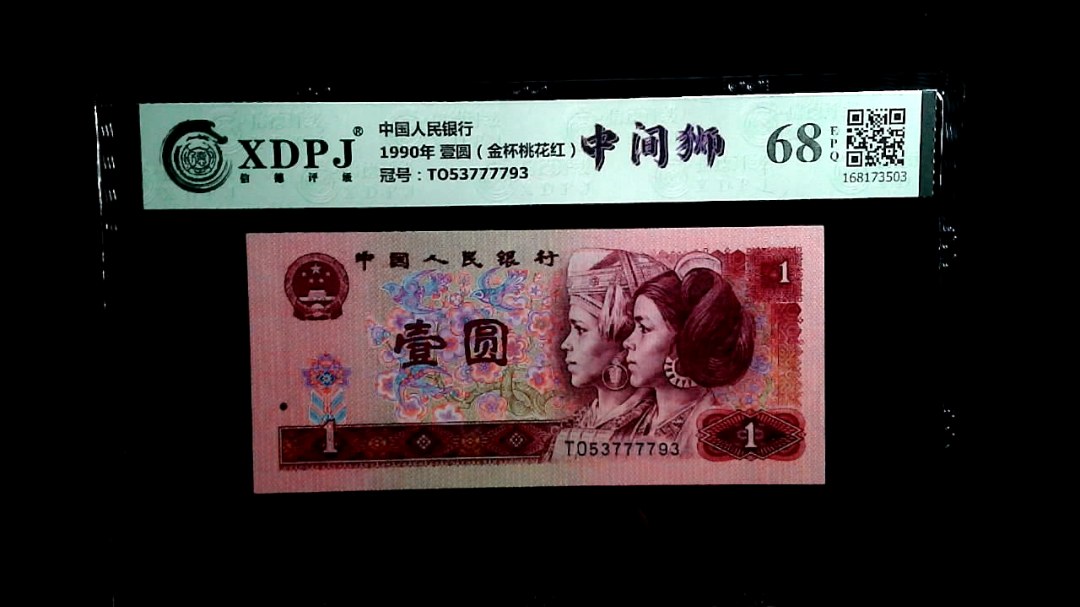 XDPJ®
信德评级
中国人民银行
1990年 壹圆（金杯桃花红）
冠号：TO53777793
中间狮
68
EPQ
168173503
中国人民银行
1
壹圆
1
TO53777793
1